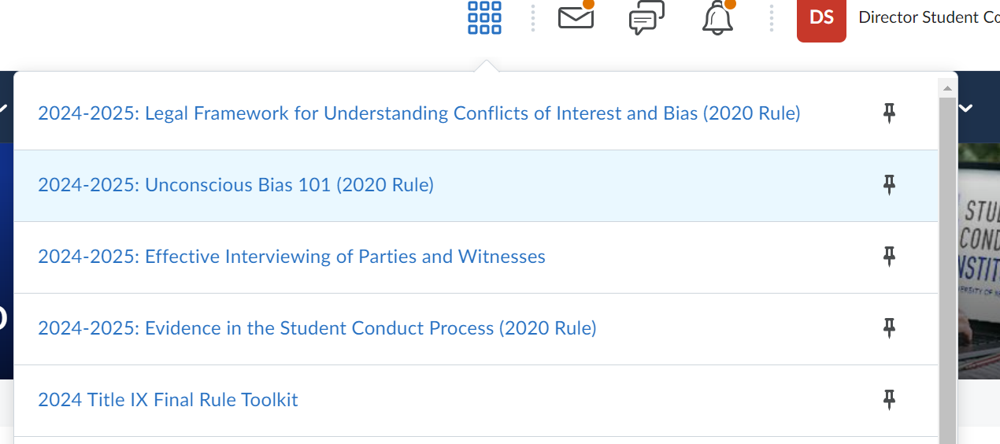 DS
Director Student Co
2024-2025: Legal Framework for Understanding Conflicts of Interest and Bias (2020 Rule)
2024-2025: Unconscious Bias 101 (2020 Rule)
2024-2025: Effective Interviewing of Parties and Witnesses
2024-2025: Evidence in the Student Conduct Process (2020 Rule)
2024 Title IX Final Rule Toolkit
STU
COND
NSTIT